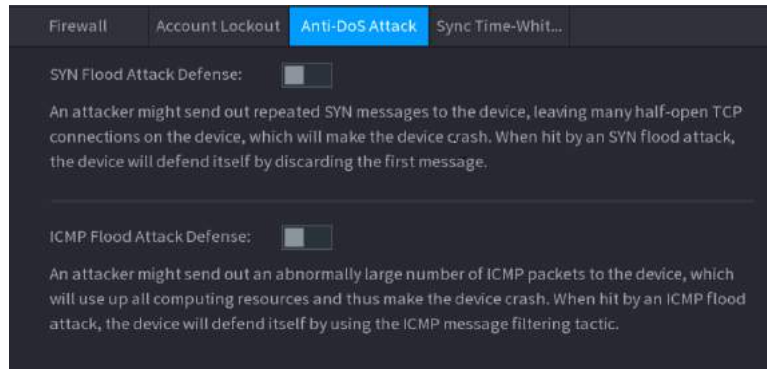 Firewall Account Lockout Anti-DoS Attack Sync Time-Whit...
SYN Flood Attack Defense:
An attacker might send out repeated SYN messages to the device, leaving many half-open TCP
connections on the device, which will make the device crash. When hit by an SYN flood attack,
the device will defend itself by discarding the first message.
ICMP Flood Attack Defense:
An attacker might send out an abnormally large number of ICMP packets to the device, which
will use up all computing resources and thus make the device crash. When hit by an ICMP flood
attack, the device will defend itself by using the ICMP message filtering tactic.